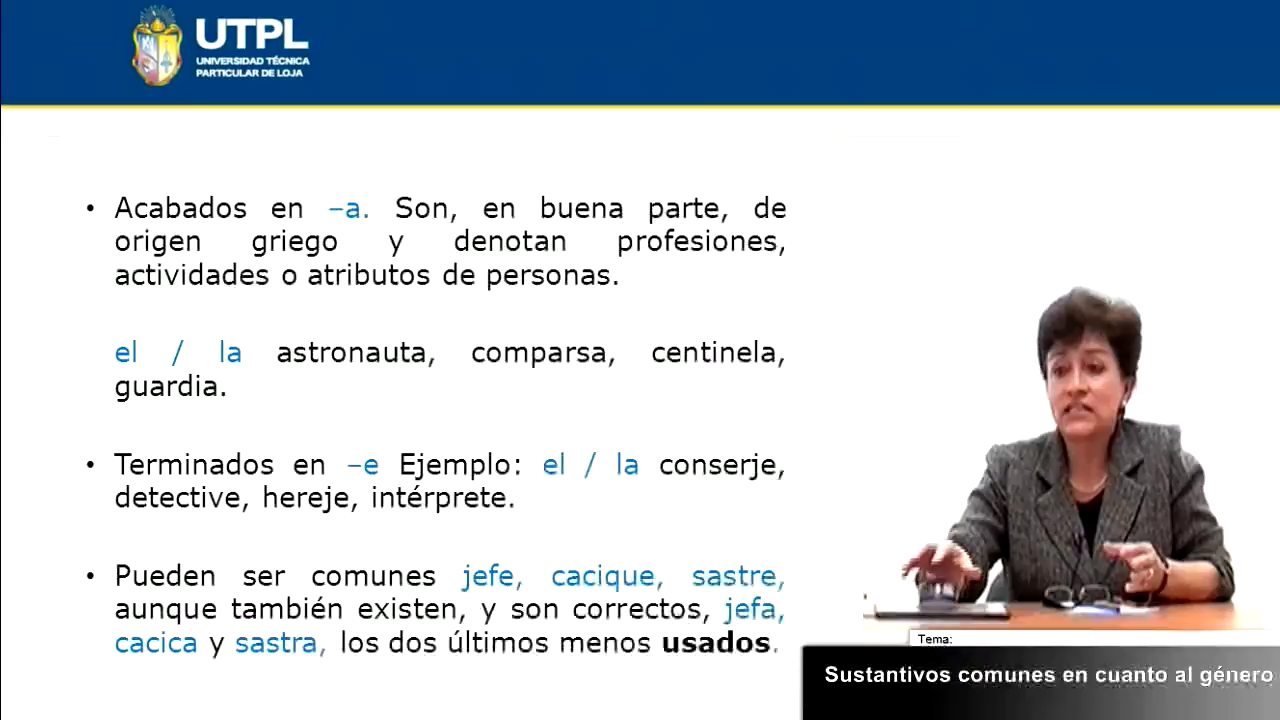 UTPL
UNIVERSIDAD TÉCNICA
PARTICULAR DE LOJA
• Acabados en –a. Son, en buena parte, de
origen griego y denotan profesiones,
actividades o atributos de personas.
el / la astronauta, comparsa, centinela,
guardia.
• Terminados en –e Ejemplo: el / la conserje,
detective, hereje, intérprete.
• Pueden ser comunes jefe, cacique, sastre,
aunque también existen, y son correctos, jefa,
cacica y sastra, los dos últimos menos usados.
Tema:
Sustantivos comunes en cuanto al género